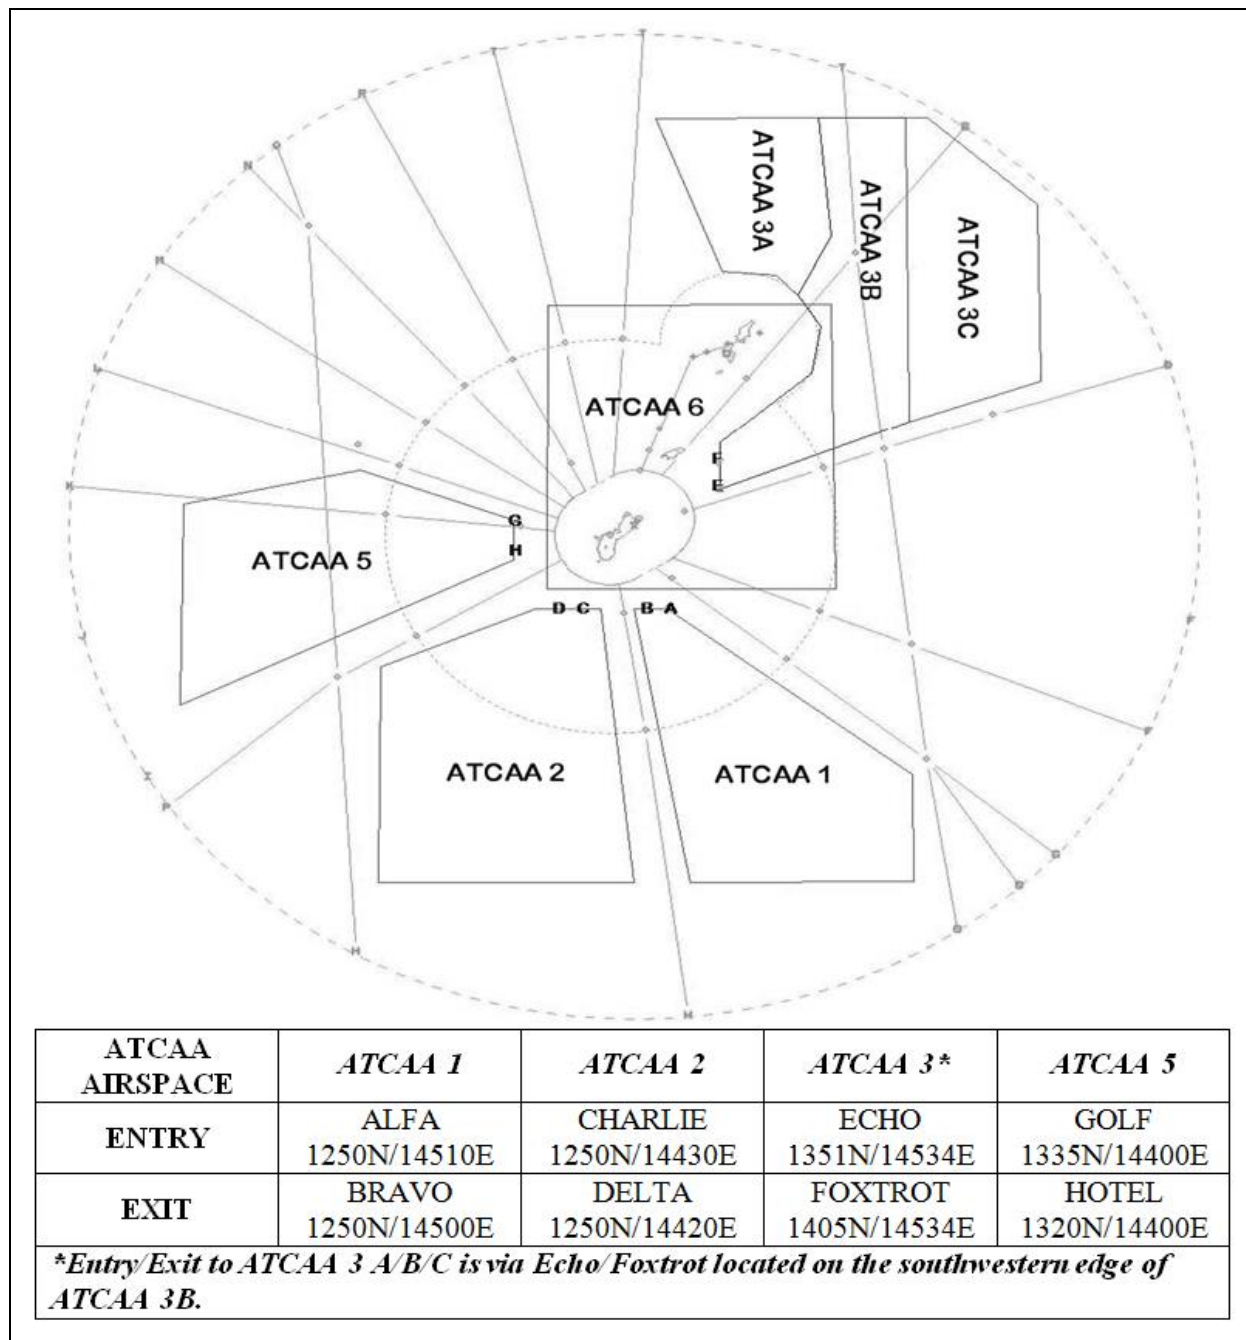 T
T
T
R
B
O
N
ATCAA 3A
ATCAA 3B
ATCAA 3C
M
L
D
ATCAA 6
F
E
K
G
H
ATCAA 5
D C
B A
J
ATCAA 2
ATCAA 1
I
P
G
H
H
ATCAA AIRSPACE
ATCAA 1
ATCAA 2
ATCAA 3*
ATCAA 5
ENTRY
ALFA
1250N/14510E
CHARLIE
1250N/14430E
ECHO
1351N/14534E
GOLF
1335N/14400E
EXIT
BRAVO
1250N/14500E
DELTA
1250N/14420E
FOXTROT
1405N/14534E
HOTEL
1320N/14400E
*Entry/Exit to ATCAA 3 A/B/C is via Echo/Foxtrot located on the southwestern edge of
ATCAA 3B.